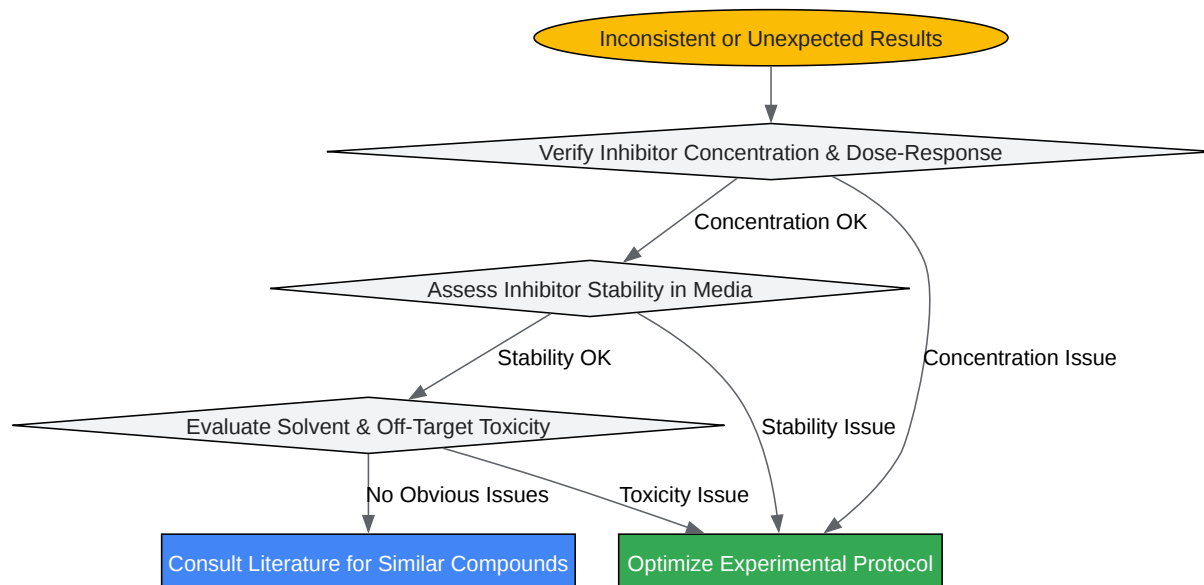 Inconsistent or Unexpected Results
Verify Inhibitor Concentration & Dose-Response
Concentration OK
Assess Inhibitor Stability in Media
Stability OK
Concentration Issue
Evaluate Solvent & Off-Target Toxicity
Stability Issue
No Obvious Issues
Toxicity Issue
Consult Literature for Similar Compounds
Optimize Experimental Protocol